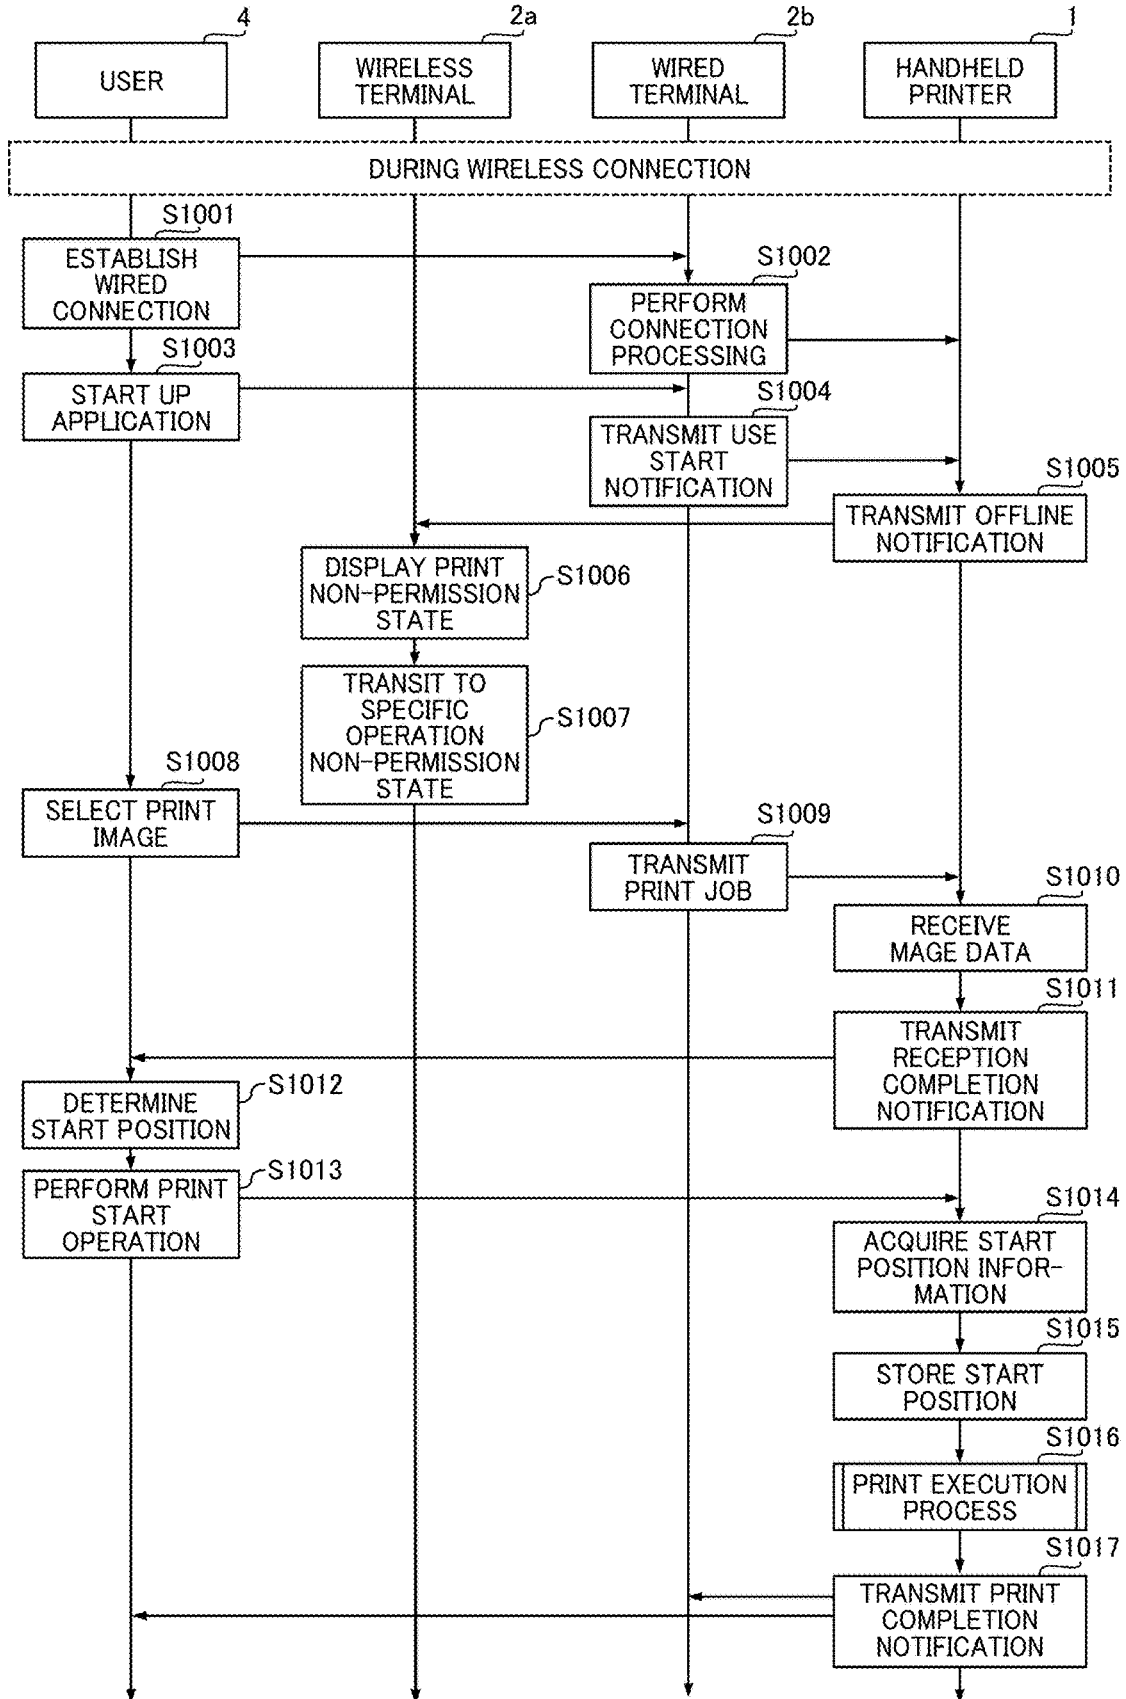 4
2a
2b
1
USER
WIRELESS
TERMINAL
WIRED
TERMINAL
HANDHELD
PRINTER
DURING WIRELESS CONNECTION
S1001
ESTABLISH
WIRED
CONNECTION
S1002
PERFORM
CONNECTION
PROCESSING
S1003
START UP
APPLICATION
S1004
TRANSMIT USE
START
NOTIFICATION
S1005
TRANSMIT OFFLINE
NOTIFICATION
DISPLAY PRINT
NON-PERMISSION
STATE
S1006
TRANSIT TO
SPECIFIC
OPERATION
NON-PERMISSION
STATE
S1007
S1008
SELECT PRINT
IMAGE
S1009
TRANSMIT
PRINT JOB
S1010
RECEIVE
MAGE DATA
S1011
TRANSMIT
RECEPTION
COMPLETION
NOTIFICATION
S1012
DETERMINE
START POSITION
S1013
PERFORM PRINT
START
OPERATION
S1014
ACQUIRE START
POSITION INFOR-
MATION
S1015
STORE START
POSITION
S1016
PRINT EXECUTION
PROCESS
S1017
TRANSMIT PRINT
COMPLETION
NOTIFICATION